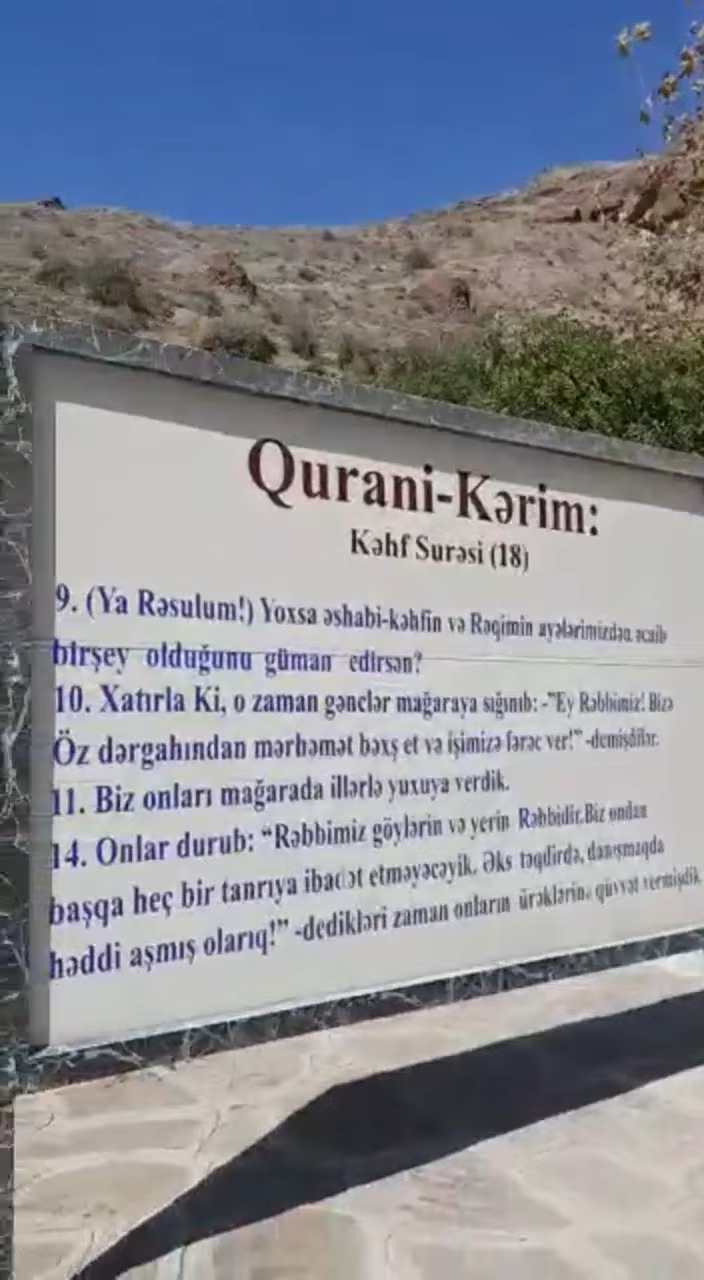 Qurani-Kərim:
Kəhf Surəsi (18)
9. (Ya Rəsulum!) Yoxsa əshabi-kəhfin və Rəqimin ayələrimizdən əcaib
birşey olduğunu güman edirsən?
10. Xatırla Ki, o zaman gənclər mağaraya sığınıb: -"Ey Rəbbimiz! Bizə
Öz dərgahından mərhəmət bəxş et və işimizə fərəc ver!" -demişdilər.
11. Biz onları mağarada illərlə yuxuya verdik.
14. Onlar durub: “Rəbbimiz göylərin və yerin Rəbbidir.Biz ondan
başqa heç bir tanrıya ibadət etməyəcəyik. Əks təqdirdə, danışmaqda
həddi aşmış olarıq!” -dedikləri zaman onların ürəklərinə qüvvət vermişdik.